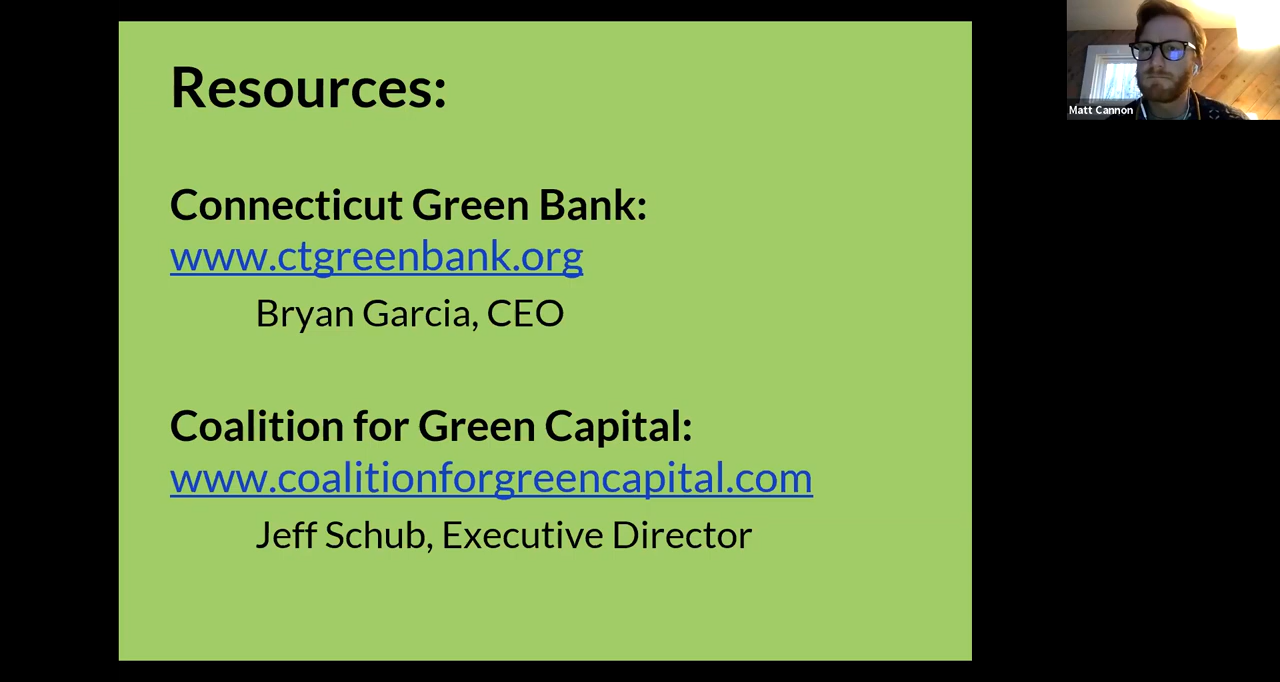 Resources:
Connecticut Green Bank:
www.ctgreenbank.org
Bryan Garcia, CEO
Coalition for Green Capital:
www.coalitionforgreencapital.com
Jeff Schub, Executive Director
Matt Cannon